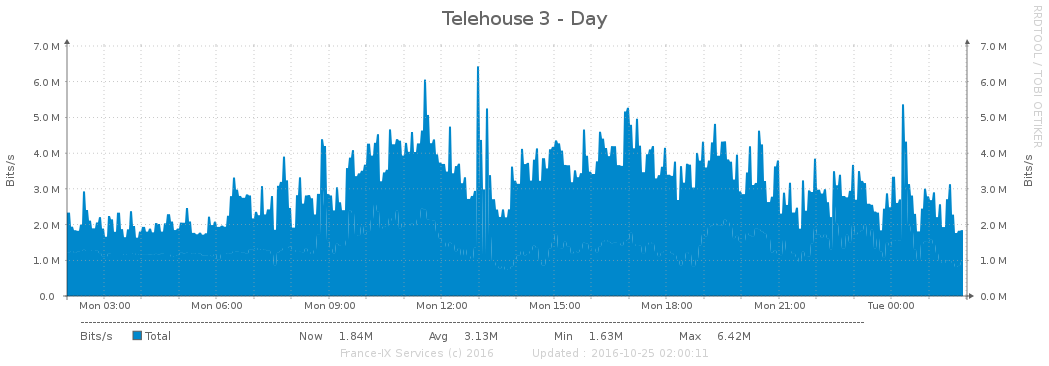 Telehouse 3 - Day
RRDTOOL / TOBI OETIKER
Bits/s
7.0 M
6.0 M
5.0 M
4.0 M
3.0 M
2.0 M
1.0 M
0.0
7.0 M
6.0 M
5.0 M
4.0 M
3.0 M
2.0 M
1.0 M
0.0 M
Bits/s
Mon 03:00 Mon 06:00 Mon 09:00 Mon 12:00 Mon 15:00 Mon 18:00 Mon 21:00 Tue 00:00
Bits/s Total Now 1.84M Avg 3.13M Min 1.63M Max 6.42M
France-IX Services (c) 2016 Updated : 2016-10-25 02:00:11